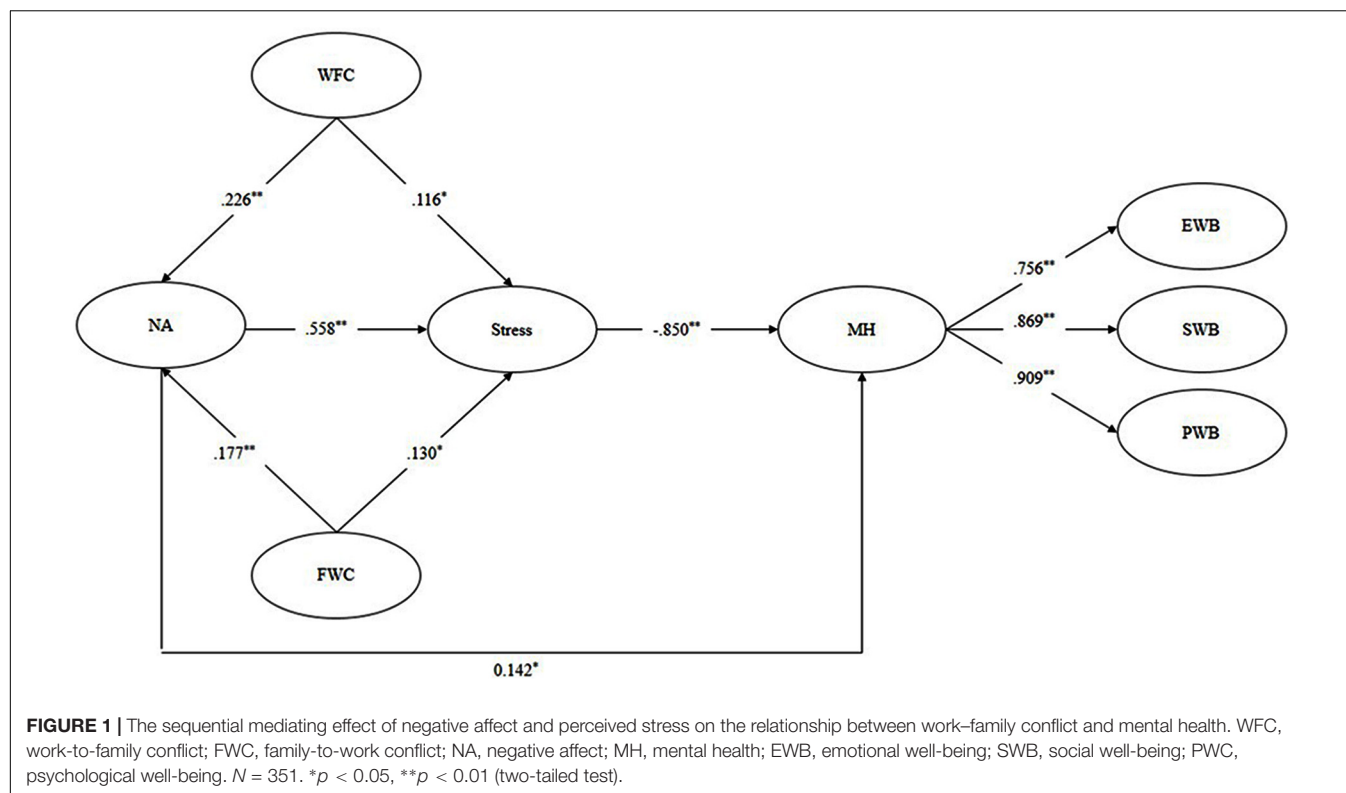 WFC
.226**
.116*
EWB
.756**
NA
.558**
Stress
-.850**
MH
.869**
SWB
.909**
PWB
.177**
.130*
FWC
0.142*
FIGURE 1 | The sequential mediating effect of negative affect and perceived stress on the relationship between work–family conflict and mental health. WFC,
work-to-family conflict; FWC, family-to-work conflict; NA, negative affect; MH, mental health; EWB, emotional well-being; SWB, social well-being; PWC,
psychological well-being. N = 351. *p < 0.05, **p < 0.01 (two-tailed test).